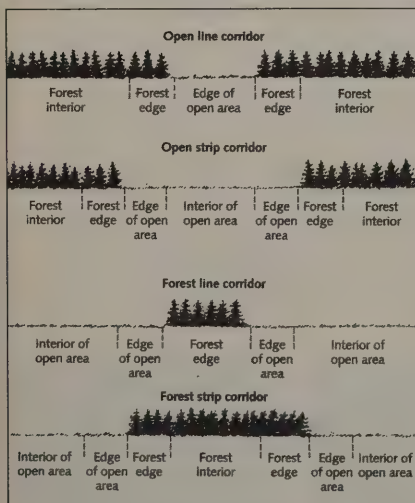 Open line corridor
Forest interior
Forest edge
Edge of open area
Forest edge
Forest interior
Open strip corridor
Forest interior
Forest edge
Edge of open area
Interior of open area
Edge of open area
Forest edge
Forest interior
Forest line corridor
Interior of open area
Edge of open area
Forest edge
Edge of open area
Interior of open area
Forest strip corridor
Interior of open area
Edge of open area
Forest edge
Forest interior
Forest edge
Edge of open area
Interior of open area